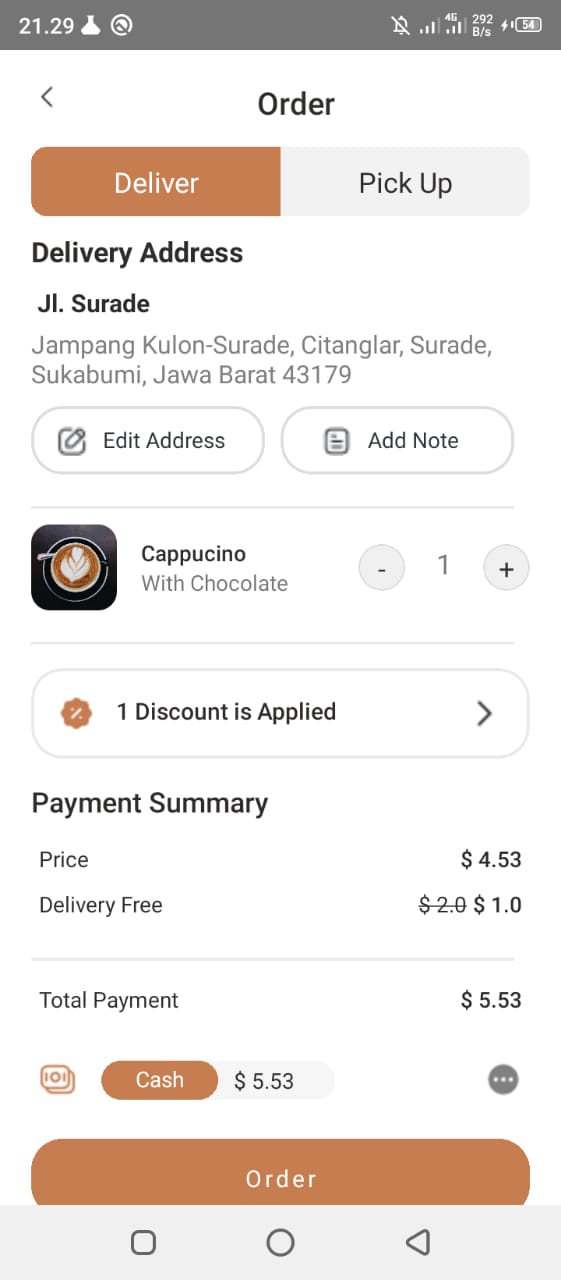 21.29
4G
292
B/s
54
Order
Deliver
Pick Up
Delivery Address
Jl. Surade
Jampang Kulon-Surade, Citanglar, Surade,
Sukabumi, Jawa Barat 43179
Edit Address
Add Note
Cappucino
With Chocolate
-
1
+
1 Discount is Applied
Payment Summary
Price
$ 4.53
Delivery Free
$ 2.0 $ 1.0
Total Payment
$ 5.53
Cash
$ 5.53
Order